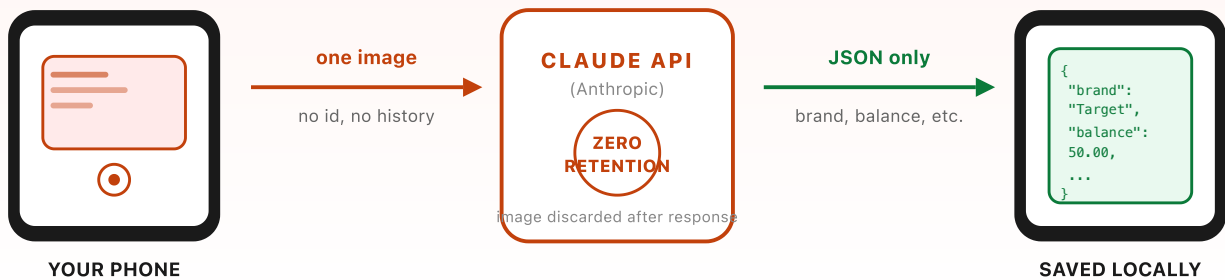 one image
no id, no history
CLAUDE API
(Anthropic)
ZERO
RETENTION
image discarded after response
JSON only
brand, balance, etc.
{
"brand":
"Target",
"balance":
50.00,
...
}
YOUR PHONE
SAVED LOCALLY